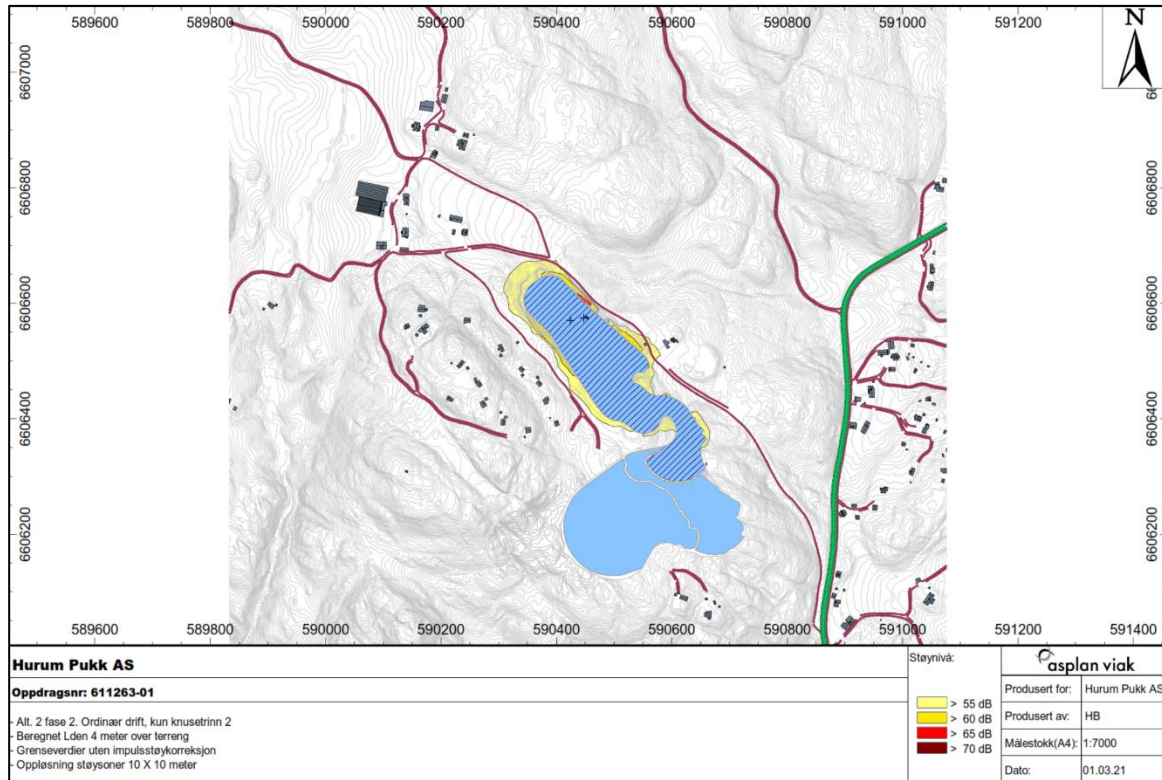 589600 589800 590000 590200 590400 590600 590800 591000 591200
N
6607000
6606800 6606800
6606600 6606600
6606400 6606400
6606200 6606200
589600 589800 590000 590200 590400 590600 590800 591000 591200 591400
Hurum Pukk AS
Oppdragsnr: 611263-01
- Alt. 2 fase 2. Ordinær drift, kun knusetrinn 2
- Beregnet Lden 4 meter over terreng
- Grenseverdier uten impulsstøykorreksjon
- Oppløsning støysoner 10 X 10 meter
Støynivå:
> 55 dB
> 60 dB
> 65 dB
> 70 dB
asplan viak
Produsert for: Hurum Pukk AS
Produsert av: HB
Målestokk(A4): 1:7000
Dato: 01.03.21